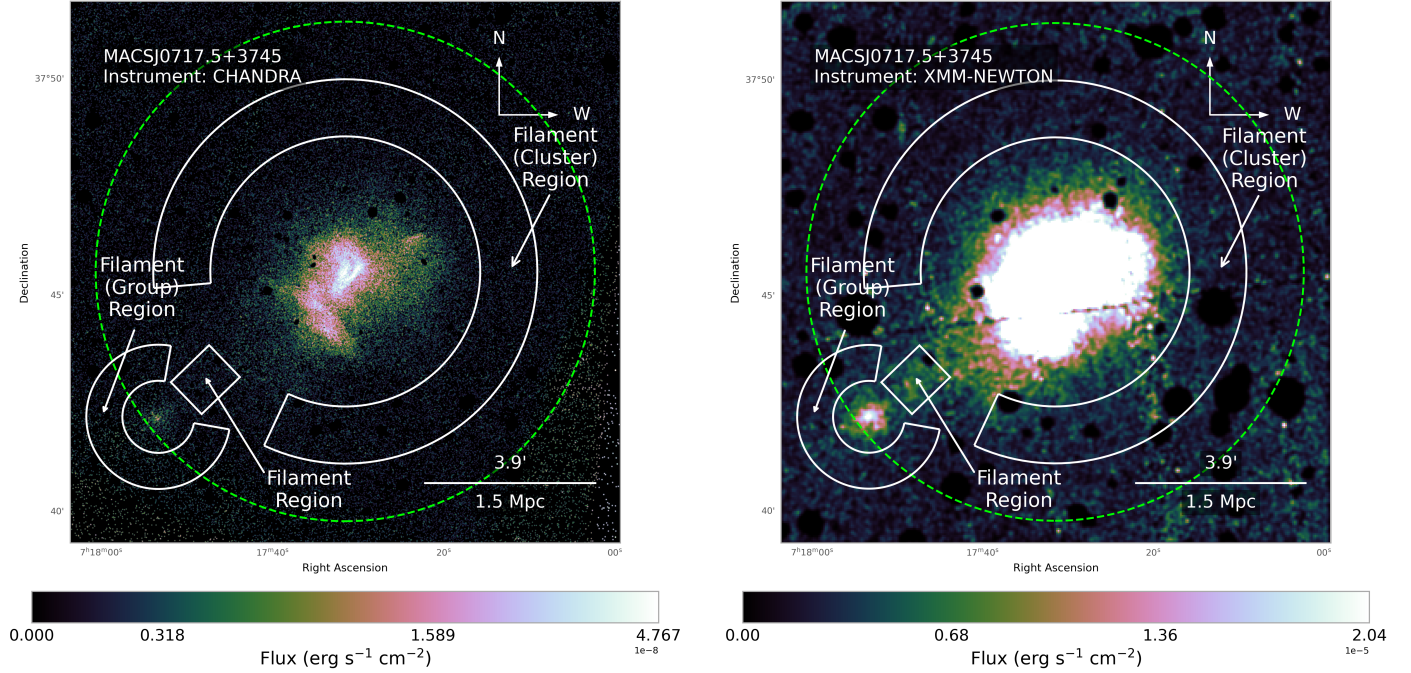 MACSJ0717.5+3745
Instrument: CHANDRA
N
W
Filament
(Cluster)
Region
Filament
(Group)
Region
Filament
Region
3.9'
1.5 Mpc
37°50'
45'
40'
Declination
7ʰ18ᵐ00ˢ
17ᵐ40ˢ
20ˢ
00ˢ
Right Ascension
0.000
0.318
1.589
4.767
1e−8
Flux (erg s⁻¹ cm⁻²)
MACSJ0717.5+3745
Instrument: XMM-NEWTON
N
W
Filament
(Cluster)
Region
Filament
(Group)
Region
Filament
Region
3.9'
1.5 Mpc
37°50'
45'
40'
Declination
7ʰ18ᵐ00ˢ
17ᵐ40ˢ
20ˢ
00ˢ
Right Ascension
0.00
0.68
1.36
2.04
1e−5
Flux (erg s⁻¹ cm⁻²)